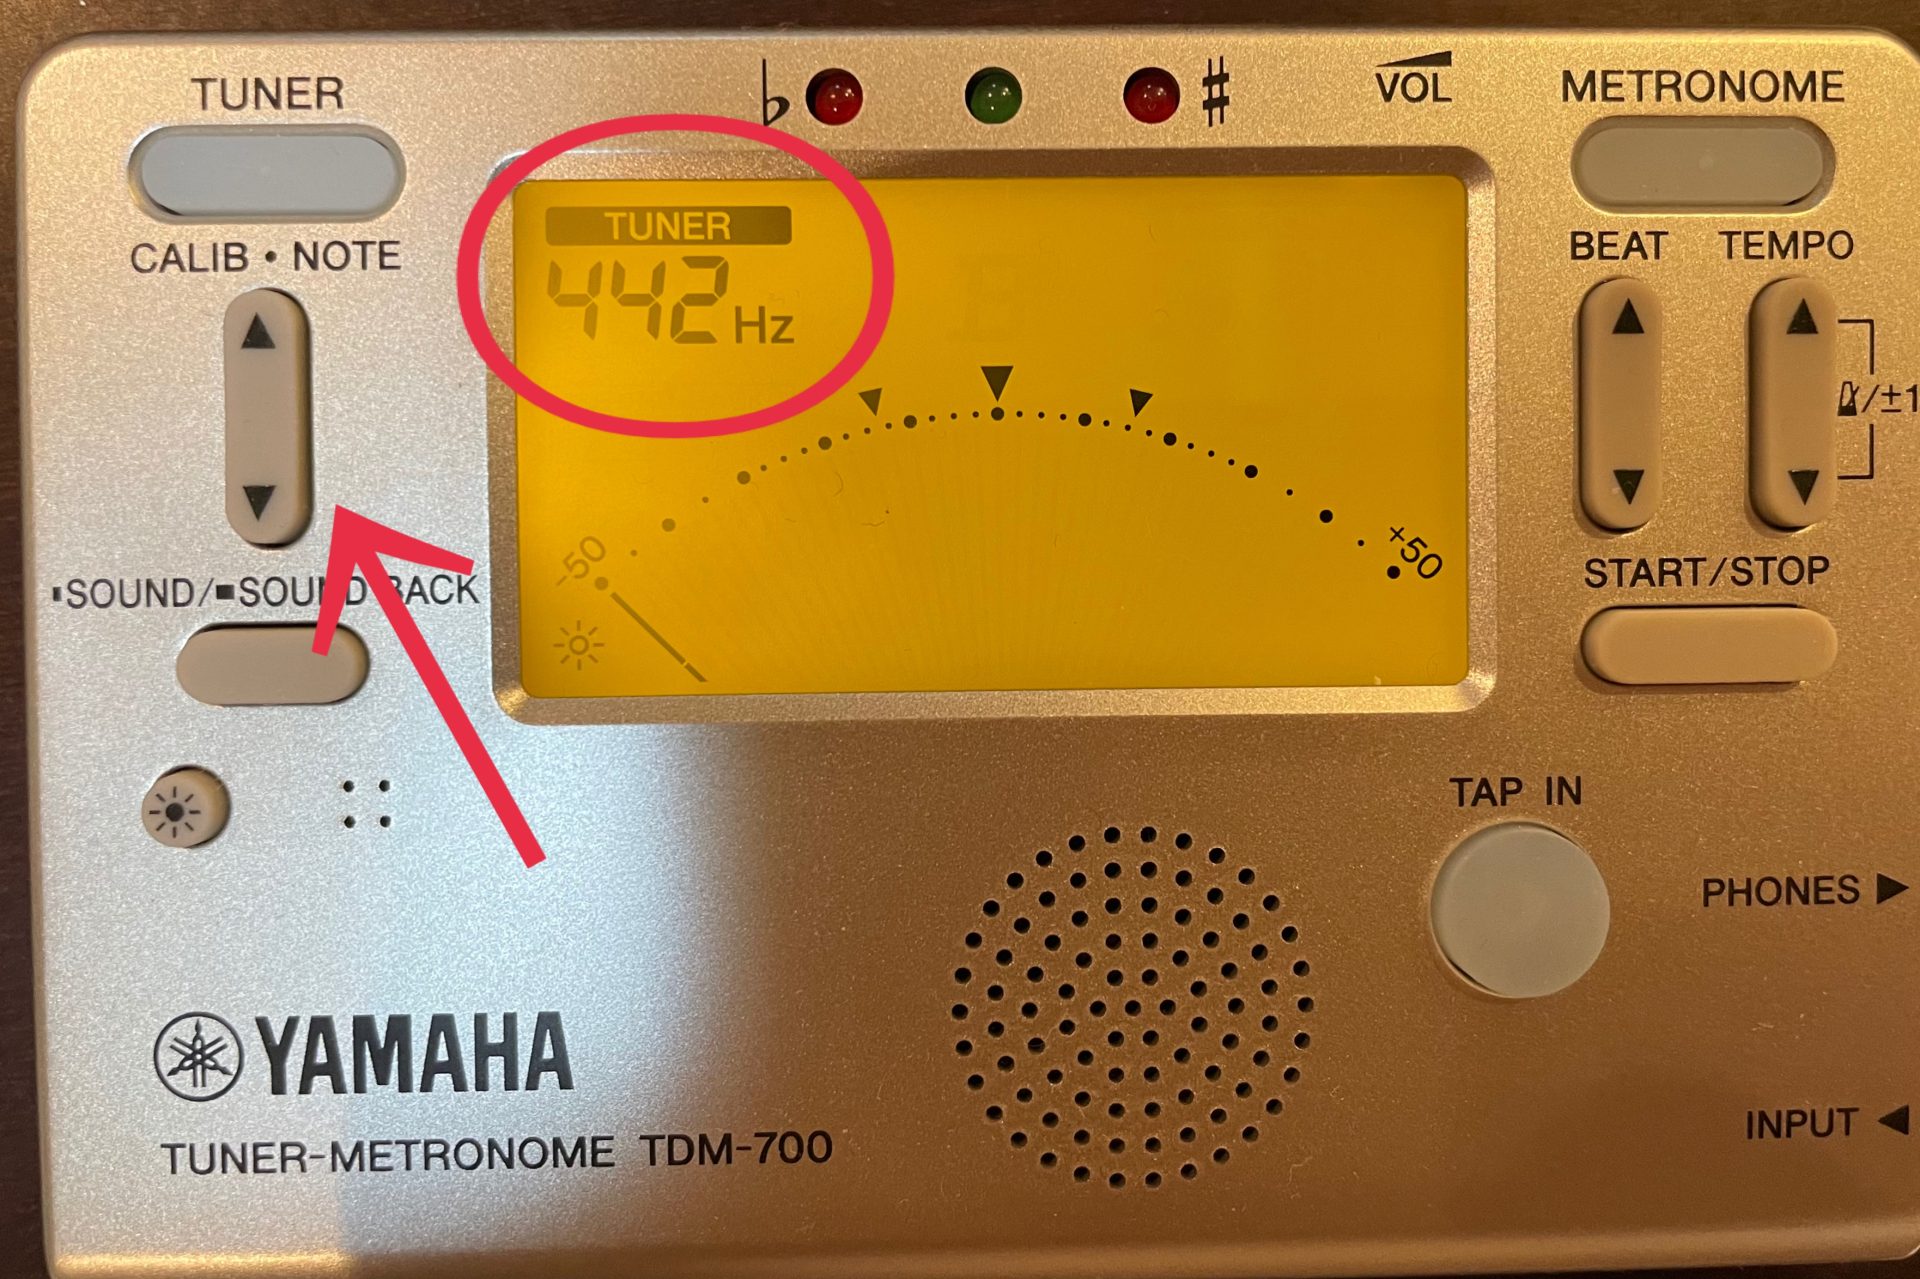 TUNER
♭
♯
VOL
METRONOME
CALIB・NOTE
TUNER
442Hz
BEAT
TEMPO
/±1
-50
+50
▪SOUND/■SOUND BACK
START/STOP
TAP IN
PHONES ▶
YAMAHA
INPUT ◀
TUNER-METRONOME TDM-700